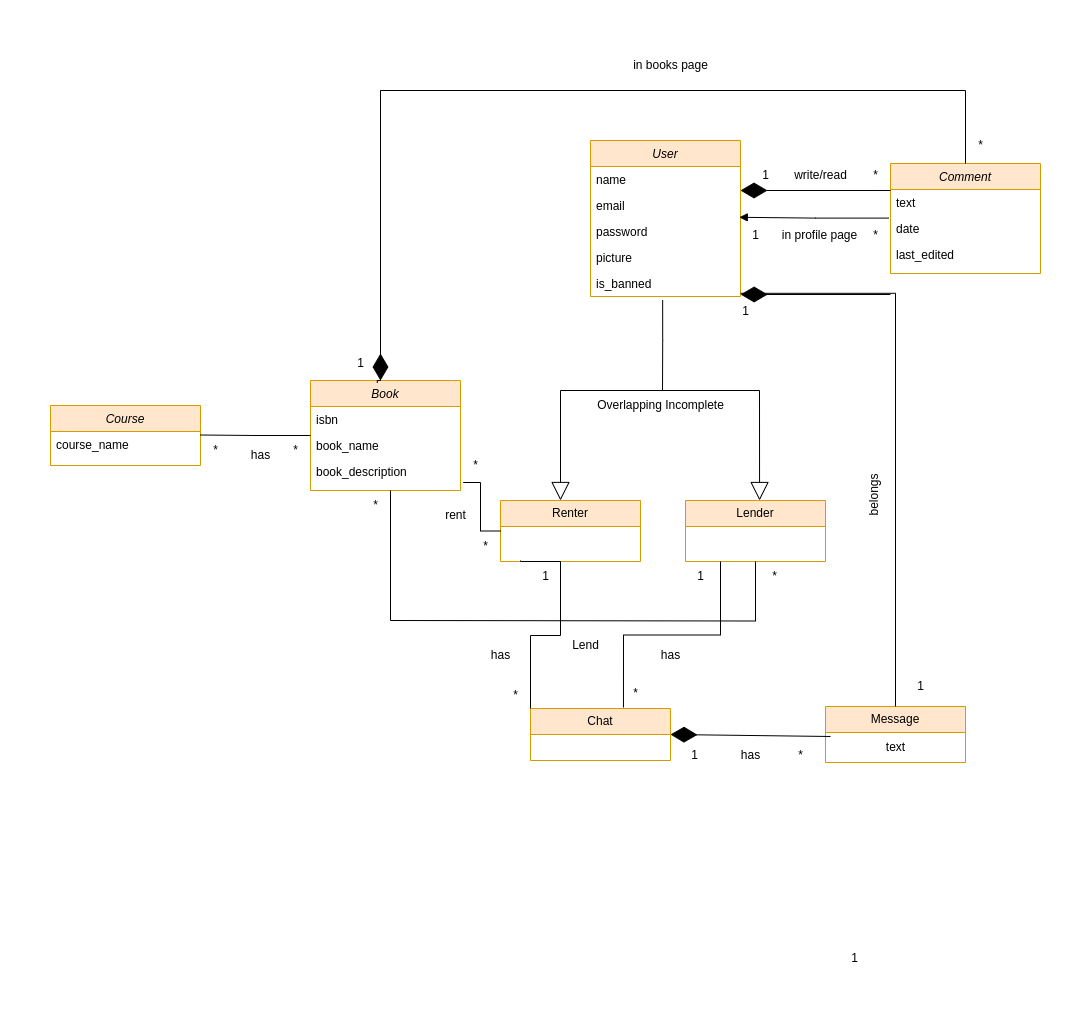 in books page
*
User
1
write/read
*
Comment
name
text
email
date
password
1
in profile page
*
picture
last_edited
is_banned
1
1
Book
Overlapping Incomplete
Course
isbn
course_name
book_name
*
has
*
book_description
*
*
rent
Renter
Lender
belongs
*
1
1
*
Lend
has
has
1
*
*
Chat
Message
text
1
has
*
1